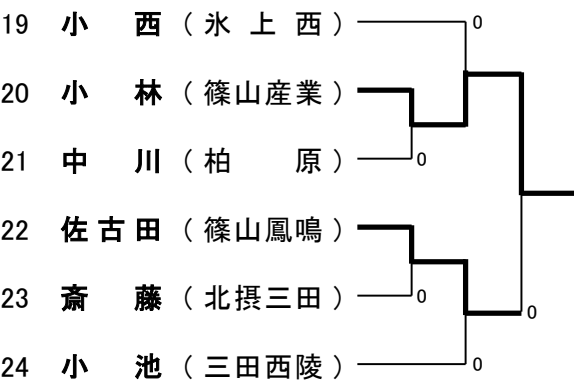 19 小 西 （ 氷 上 西 ） 0
20 小 林 （ 篠山産業 ）
21 中 川 （ 柏 原 ） 0
22 佐古田 （ 篠山鳳鳴 ）
23 斎 藤 （ 北摂三田 ） 0
0
24 小 池 （ 三田西陵 ） 0